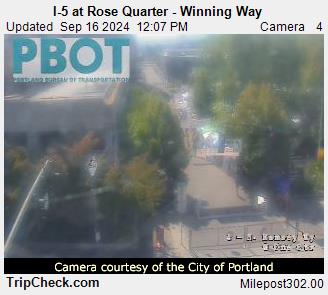 I-5 at Rose Quarter - Winning Way
Updated Sep 16 2024 12:07 PM Camera 4
PBOT
PORTLAND BUREAU OF TRANSPORTATION
Camera courtesy of the City of Portland
TripCheck.com Milepost302.00